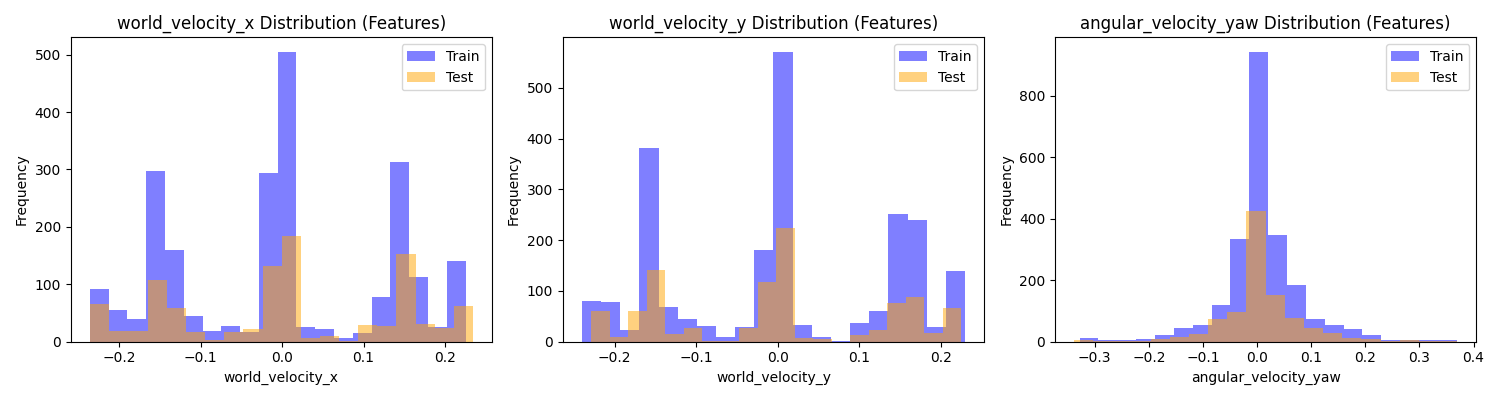 world_velocity_x Distribution (Features)
Train
Test
Frequency
500
400
300
200
100
0
−0.2
−0.1
0.0
0.1
0.2
world_velocity_x
world_velocity_y Distribution (Features)
Train
Test
Frequency
500
400
300
200
100
0
−0.2
−0.1
0.0
0.1
0.2
world_velocity_y
angular_velocity_yaw Distribution (Features)
Train
Test
Frequency
800
600
400
200
0
−0.3
−0.2
−0.1
0.0
0.1
0.2
0.3
0.4
angular_velocity_yaw